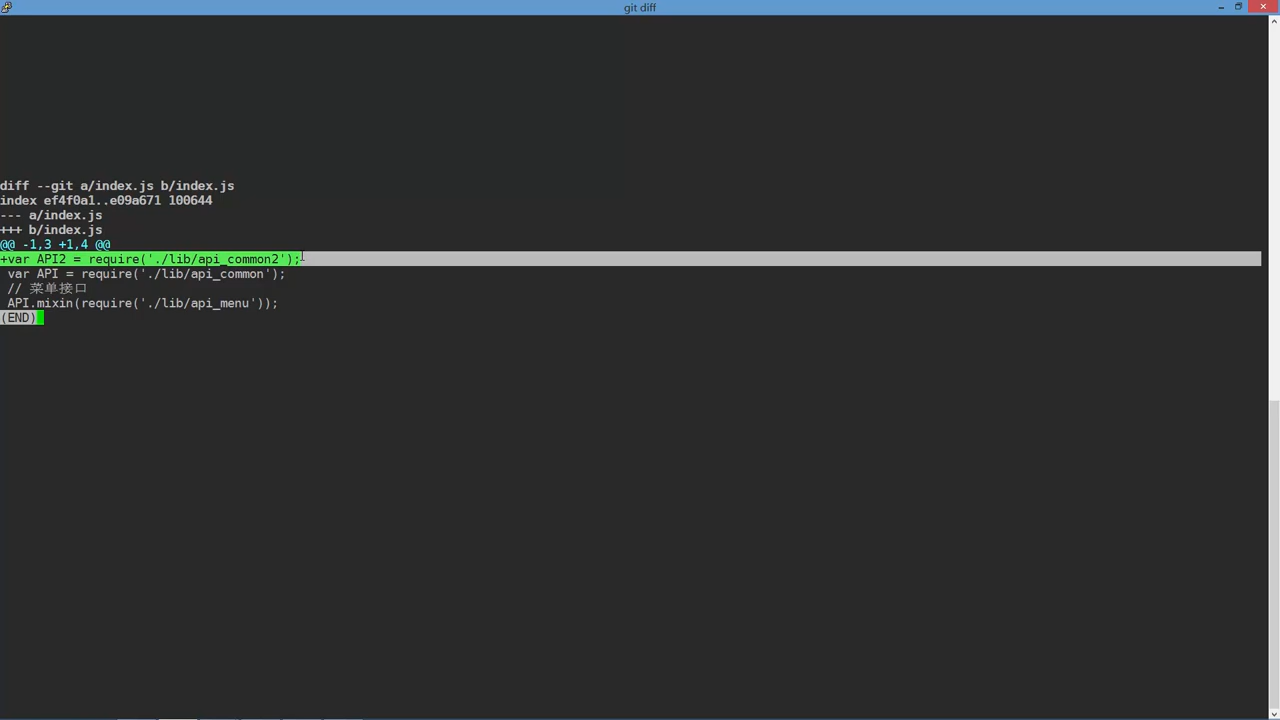 git diff
diff --git a/index.js b/index.js
index ef4f0a1..e09a671 100644
--- a/index.js
+++ b/index.js
@@ -1,3 +1,4 @@
+var API2 = require('./lib/api_common2');
 var API = require('./lib/api_common');
 // 菜单接口
 API.mixin(require('./lib/api_menu'));
(END)